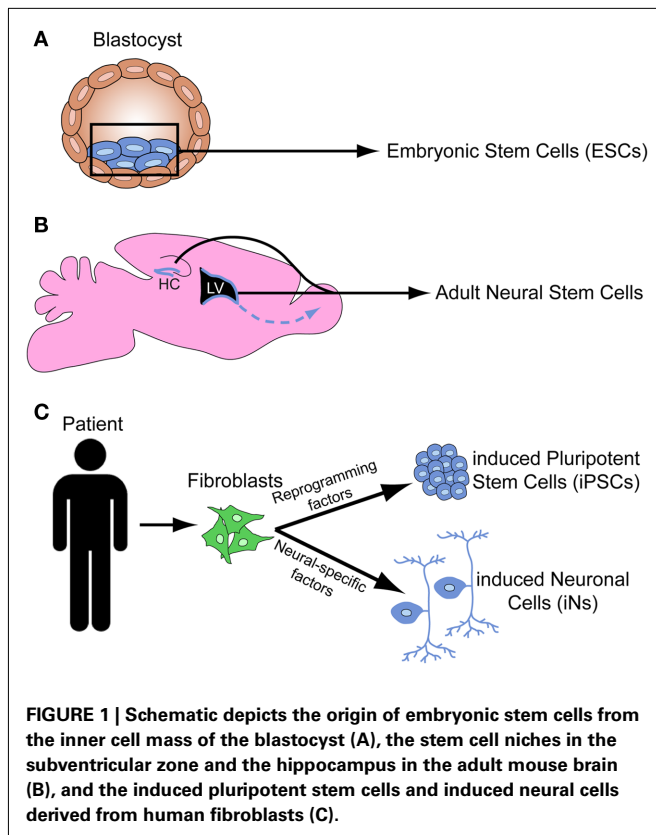 A
Blastocyst
Embryonic Stem Cells (ESCs)
B
HC
LV
Adult Neural Stem Cells
C
Patient
Fibroblasts
Reprogramming
factors
Neural-specific
factors
induced Pluripotent
Stem Cells (iPSCs)
induced Neuronal
Cells (iNs)
FIGURE 1 | Schematic depicts the origin of embryonic stem cells from
the inner cell mass of the blastocyst (A), the stem cell niches in the
subventricular zone and the hippocampus in the adult mouse brain
(B), and the induced pluripotent stem cells and induced neural cells
derived from human fibroblasts (C).